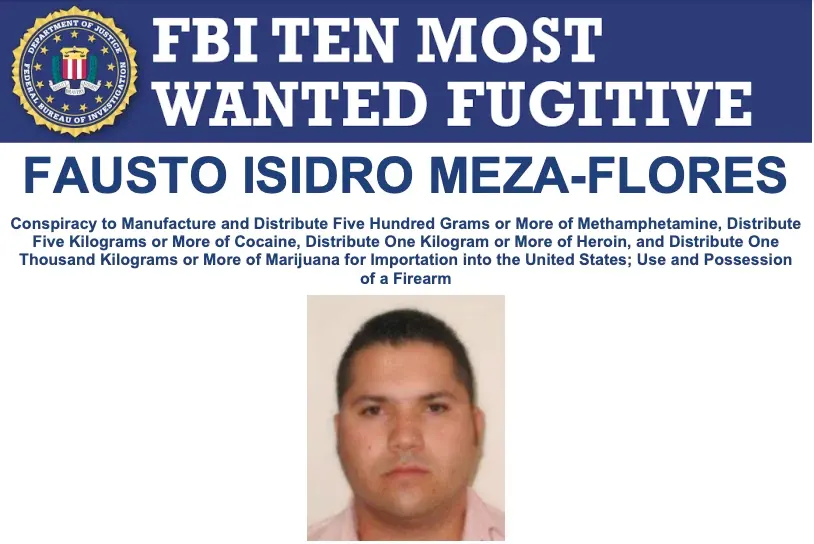 DEPARTMENT OF JUSTICE
FEDERAL BUREAU OF INVESTIGATION
FBI TEN MOST
WANTED FUGITIVE
FAUSTO ISIDRO MEZA-FLORES
Conspiracy to Manufacture and Distribute Five Hundred Grams or More of Methamphetamine, Distribute
Five Kilograms or More of Cocaine, Distribute One Kilogram or More of Heroin, and Distribute One
Thousand Kilograms or More of Marijuana for Importation into the United States; Use and Possession
of a Firearm